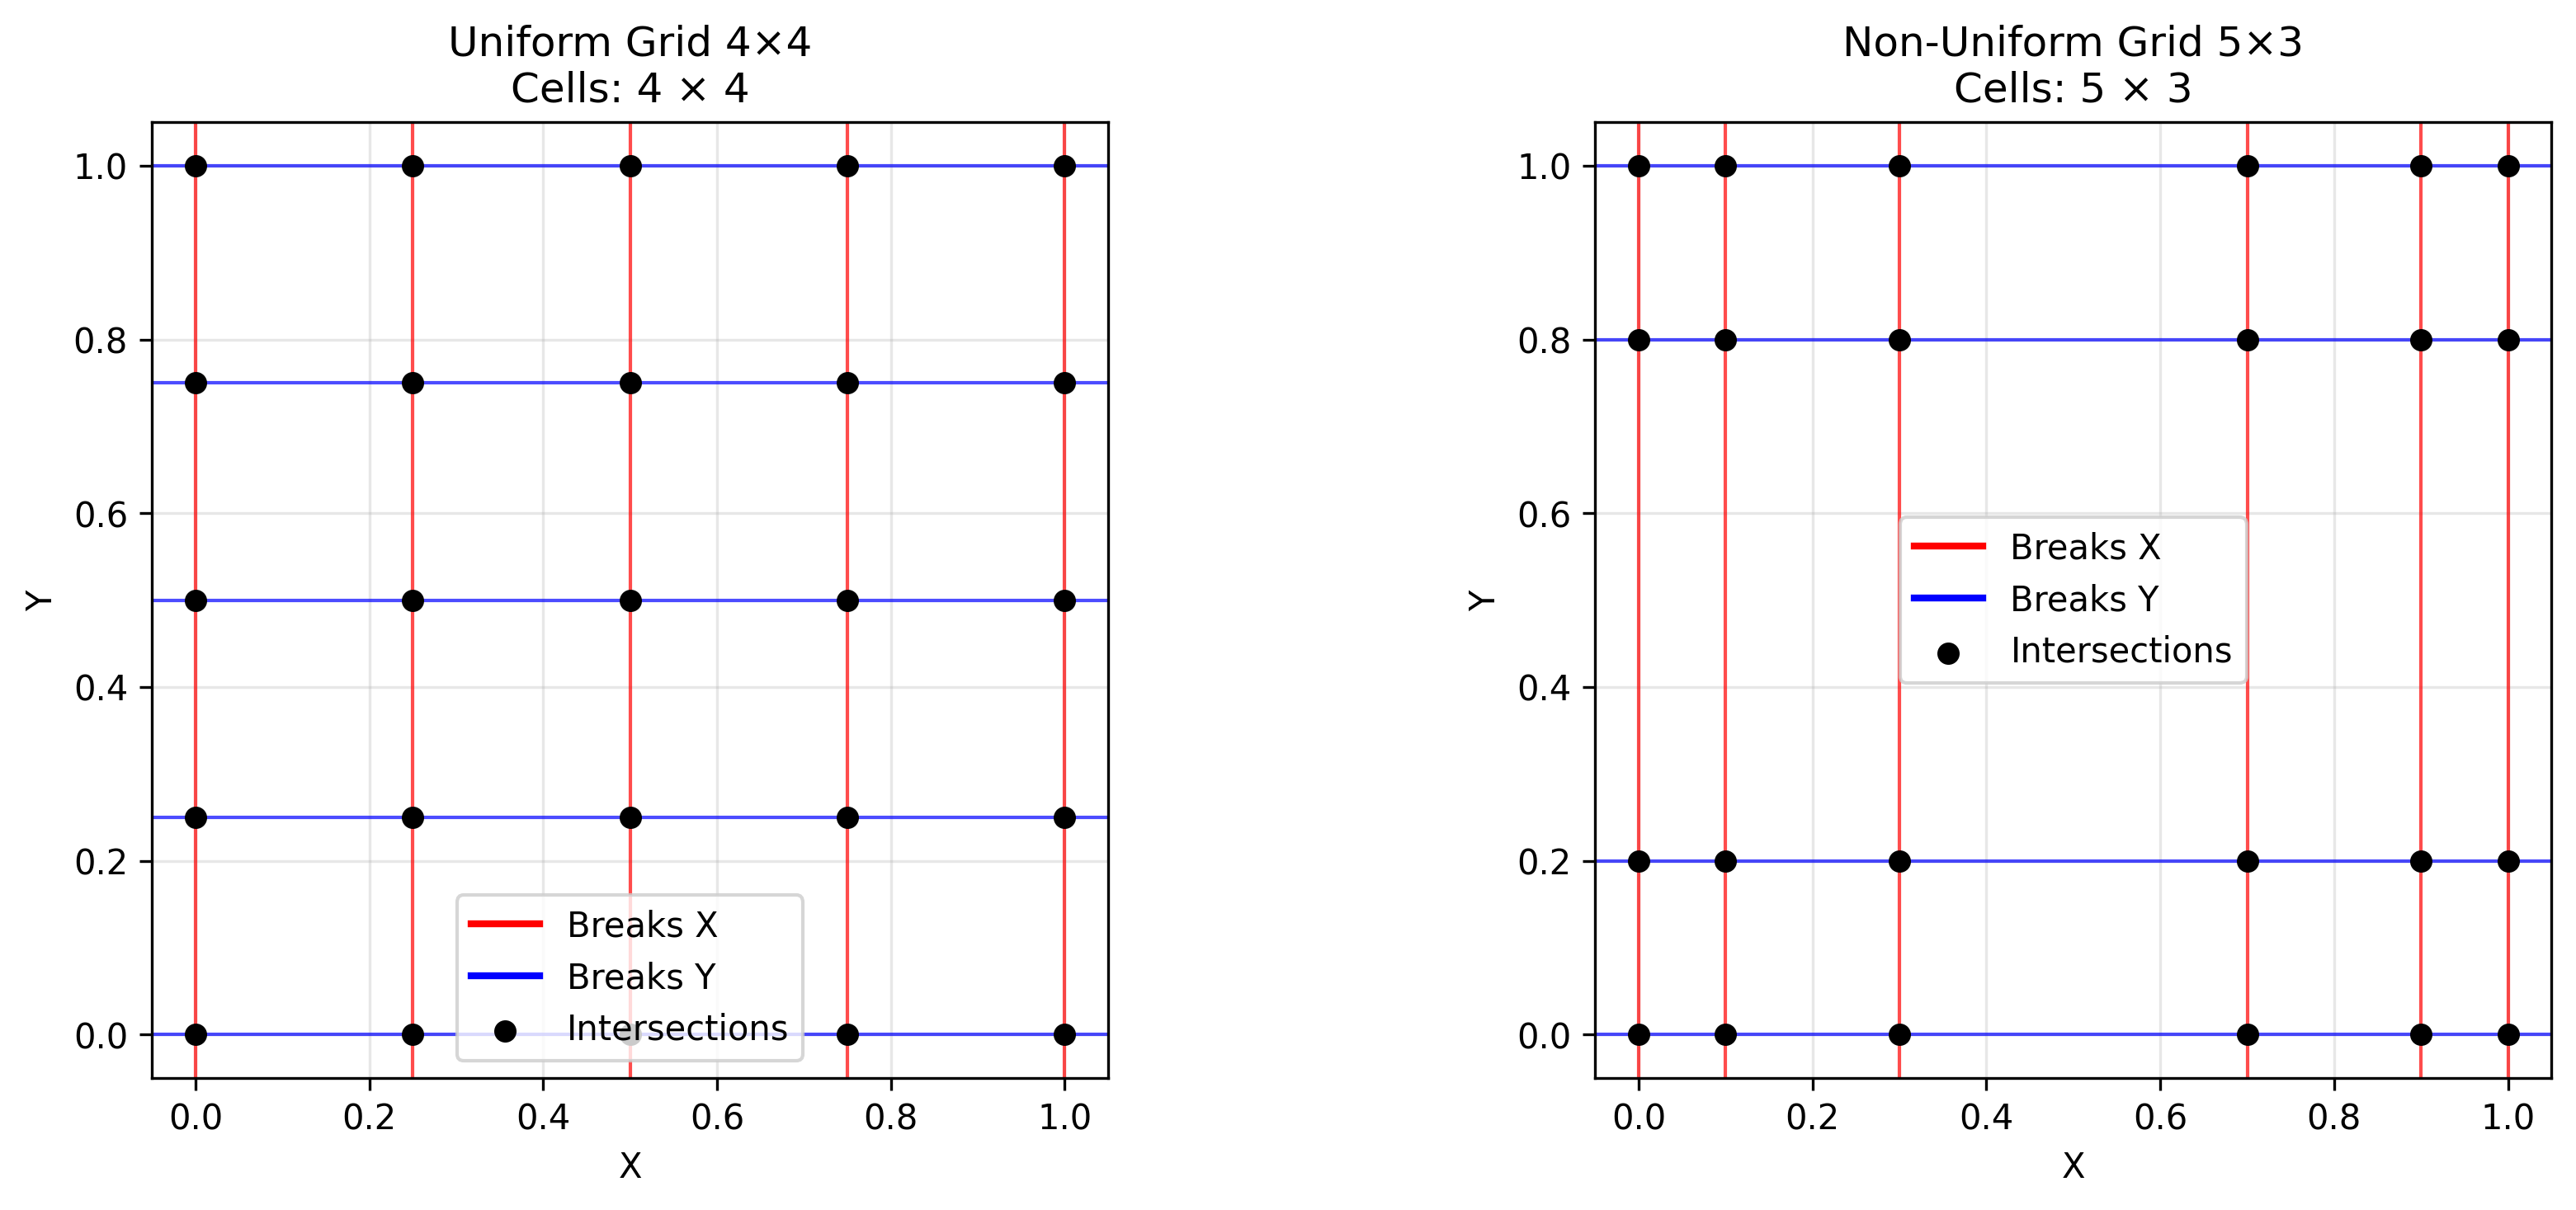 Uniform Grid 4×4
Cells: 4 × 4
1.0
0.8
0.6
0.4
0.2
0.0
Y
Breaks X
Breaks Y
Intersections
0.0 0.2 0.4 0.6 0.8 1.0
X
Non-Uniform Grid 5×3
Cells: 5 × 3
1.0
0.8
0.6
0.4
0.2
0.0
Y
Breaks X
Breaks Y
Intersections
0.0 0.2 0.4 0.6 0.8 1.0
X